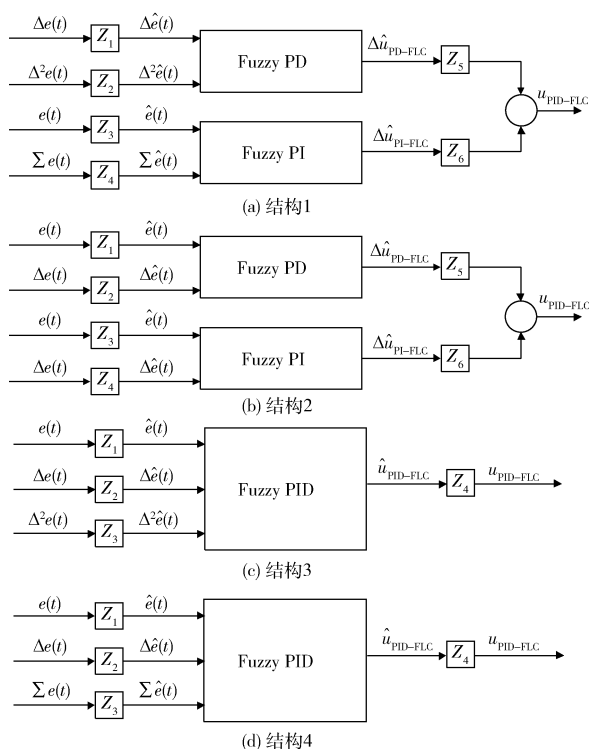 Δe(t) Z₁ Δê(t)
Fuzzy PD Δû_PD–FLC Z₅
Δ²e(t) Z₂ Δ²ê(t)
u_PID–FLC
e(t) Z₃ ê(t)
Fuzzy PI Δû_PI–FLC Z₆
∑e(t) Z₄ ∑ê(t)
(a) 结构1
e(t) Z₁ ê(t)
Fuzzy PD Δû_PD–FLC Z₅
Δe(t) Z₂ Δê(t)
u_PID–FLC
e(t) Z₃ ê(t)
Fuzzy PI Δû_PI–FLC Z₆
Δe(t) Z₄ Δê(t)
(b) 结构2
e(t) Z₁ ê(t)
Δe(t) Z₂ Δê(t) Fuzzy PID û_PID–FLC Z₄ u_PID–FLC
Δ²e(t) Z₃ Δ²ê(t)
(c) 结构3
e(t) Z₁ ê(t)
Δe(t) Z₂ Δê(t) Fuzzy PID û_PID–FLC Z₄ u_PID–FLC
∑e(t) Z₃ ∑ê(t)
(d) 结构4